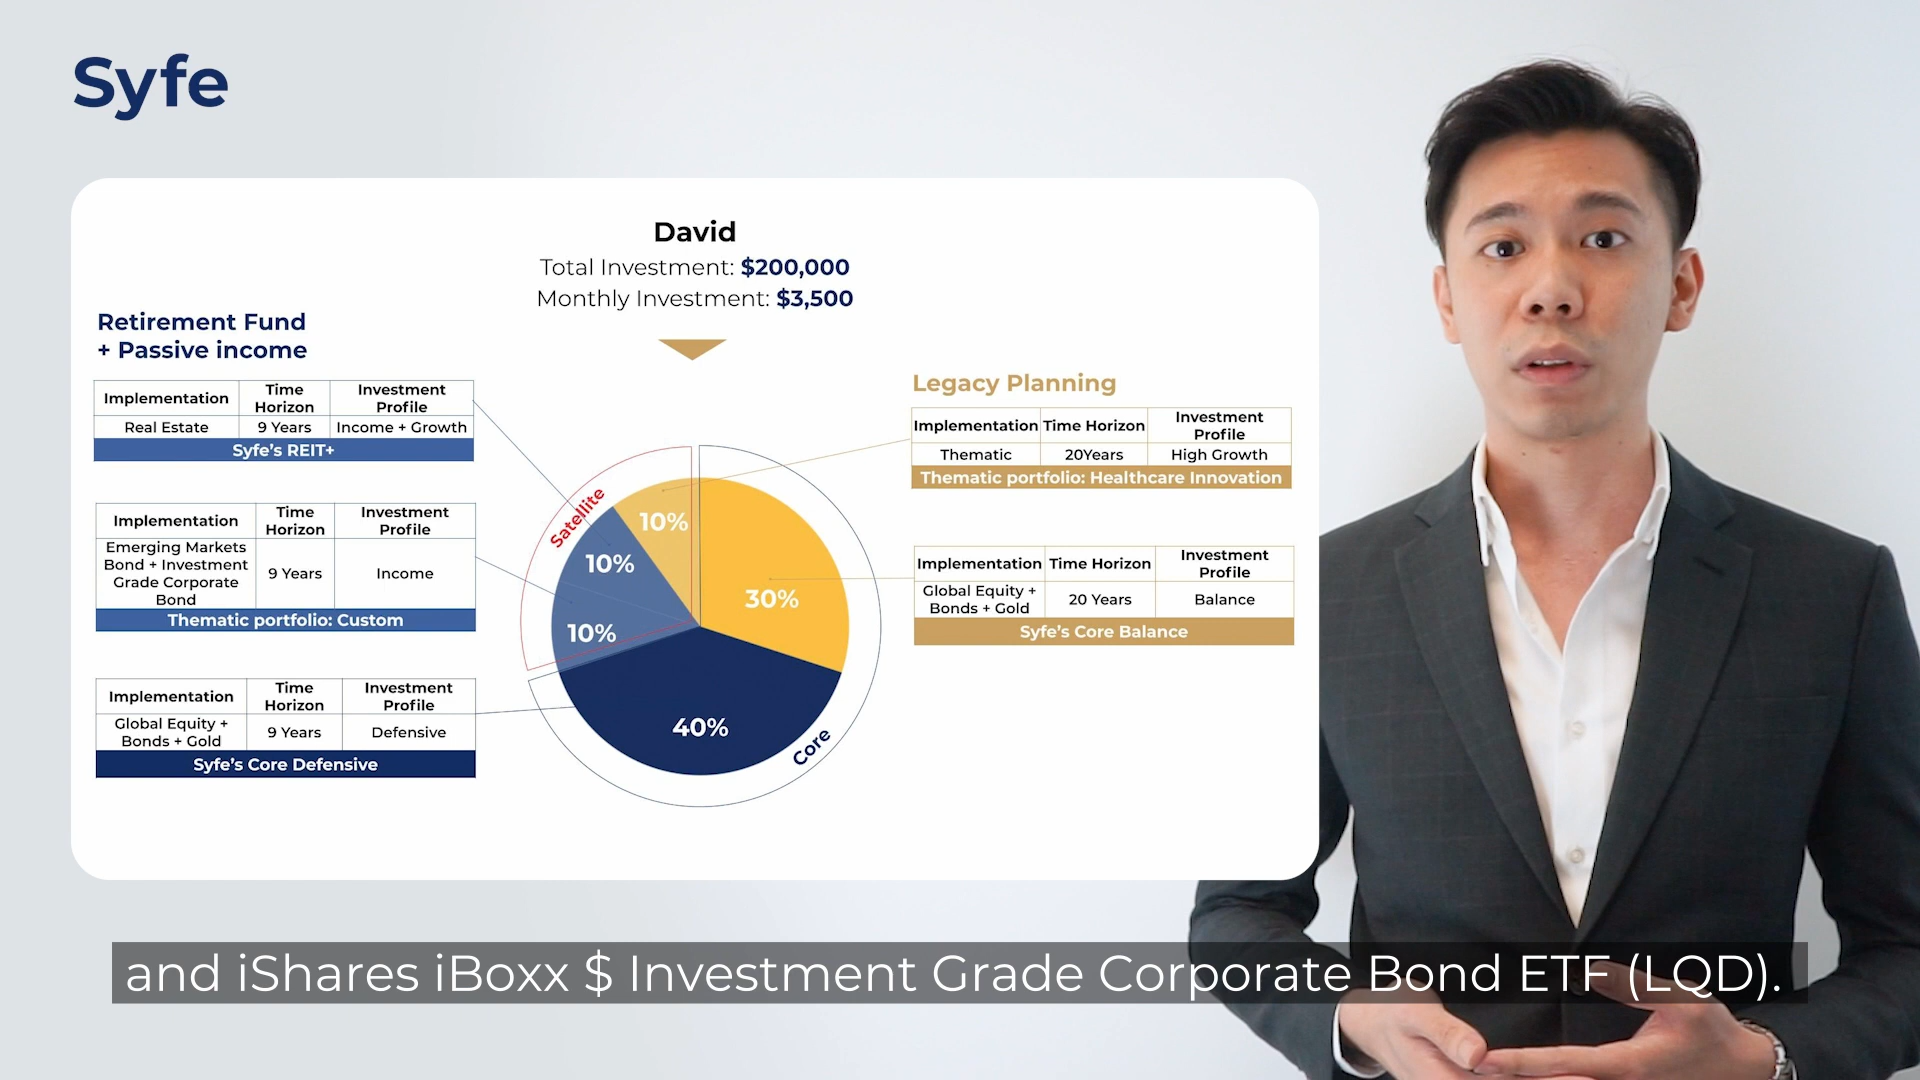 Syfe
David
Total Investment: $200,000
Monthly Investment: $3,500
Retirement Fund
+ Passive income
Implementation
Time
Horizon
Investment
Profile
Real Estate
9 Years
Income + Growth
Syfe's REIT+
Implementation
Time
Horizon
Investment
Profile
Emerging Markets
Bond + Investment
Grade Corporate
Bond
9 Years
Income
Thematic portfolio: Custom
Implementation
Time
Horizon
Investment
Profile
Global Equity +
Bonds + Gold
9 Years
Defensive
Syfe's Core Defensive
Satellite
10%
10%
10%
30%
40%
Core
Legacy Planning
Implementation
Time Horizon
Investment
Profile
Thematic
20Years
High Growth
Thematic portfolio: Healthcare Innovation
Implementation
Time Horizon
Investment
Profile
Global Equity +
Bonds + Gold
20 Years
Balance
Syfe's Core Balance
and iShares iBoxx $ Investment Grade Corporate Bond ETF (LQD).